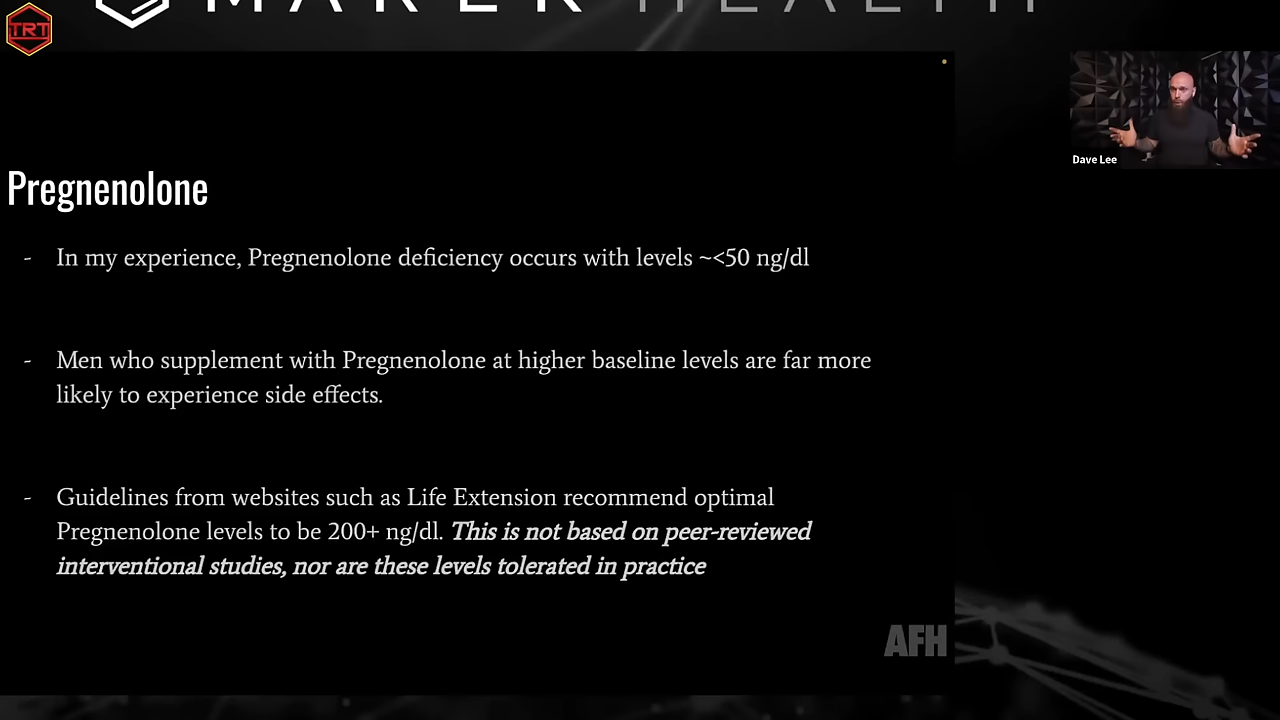 MAREK HEALTH
TRT
Dave Lee
Pregnenolone
- In my experience, Pregnenolone deficiency occurs with levels ~<50 ng/dl
- Men who supplement with Pregnenolone at higher baseline levels are far more
likely to experience side effects.
- Guidelines from websites such as Life Extension recommend optimal
Pregnenolone levels to be 200+ ng/dl. This is not based on peer-reviewed
interventional studies, nor are these levels tolerated in practice
AFH